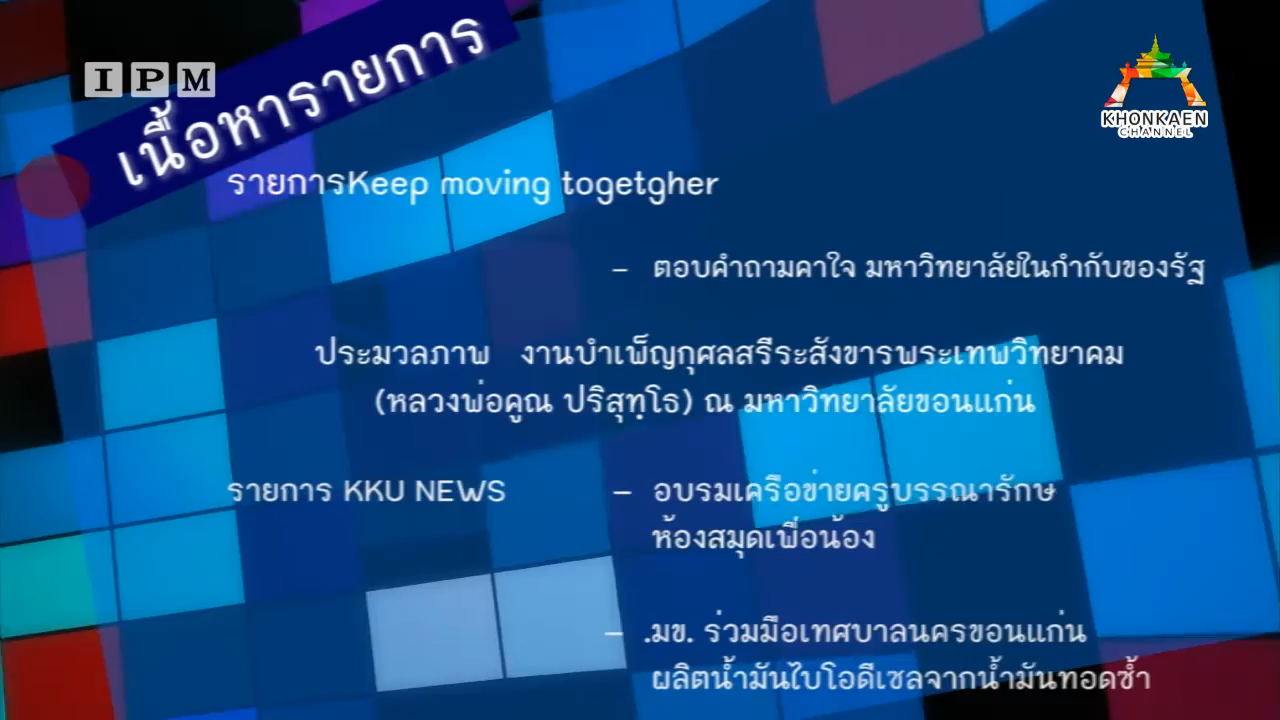 IPM
เนื้อหารายการ
KHONKAEN
CHANNEL
รายการKeep moving togetgher
– ตอบคำถามคาใจ มหาวิทยาลัยในกำกับของรัฐ
ประมวลภาพ งานบำเพ็ญกุศลสรีระสังขารพระเทพวิทยาคม
(หลวงพ่อคูณ ปริสุทฺโธ) ณ มหาวิทยาลัยขอนแก่น
รายการ KKU NEWS – อบรมเครือข่ายครูบรรณารักษ
ห้องสมุดเพื่อน้อง
– .มข. ร่วมมือเทศบาลนครขอนแก่น
ผลิตน้ำมันไบโอดีเซลจากน้ำมันทอดซ้ำ